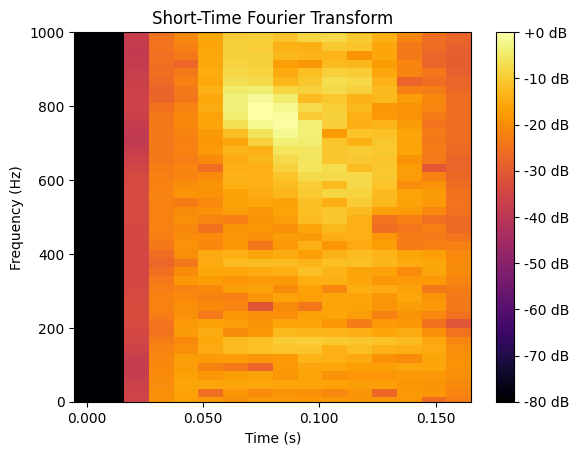 Short-Time Fourier Transform
Frequency (Hz)
1000
800
600
400
200
0
0.000
0.050
0.100
0.150
Time (s)
+0 dB
-10 dB
-20 dB
-30 dB
-40 dB
-50 dB
-60 dB
-70 dB
-80 dB